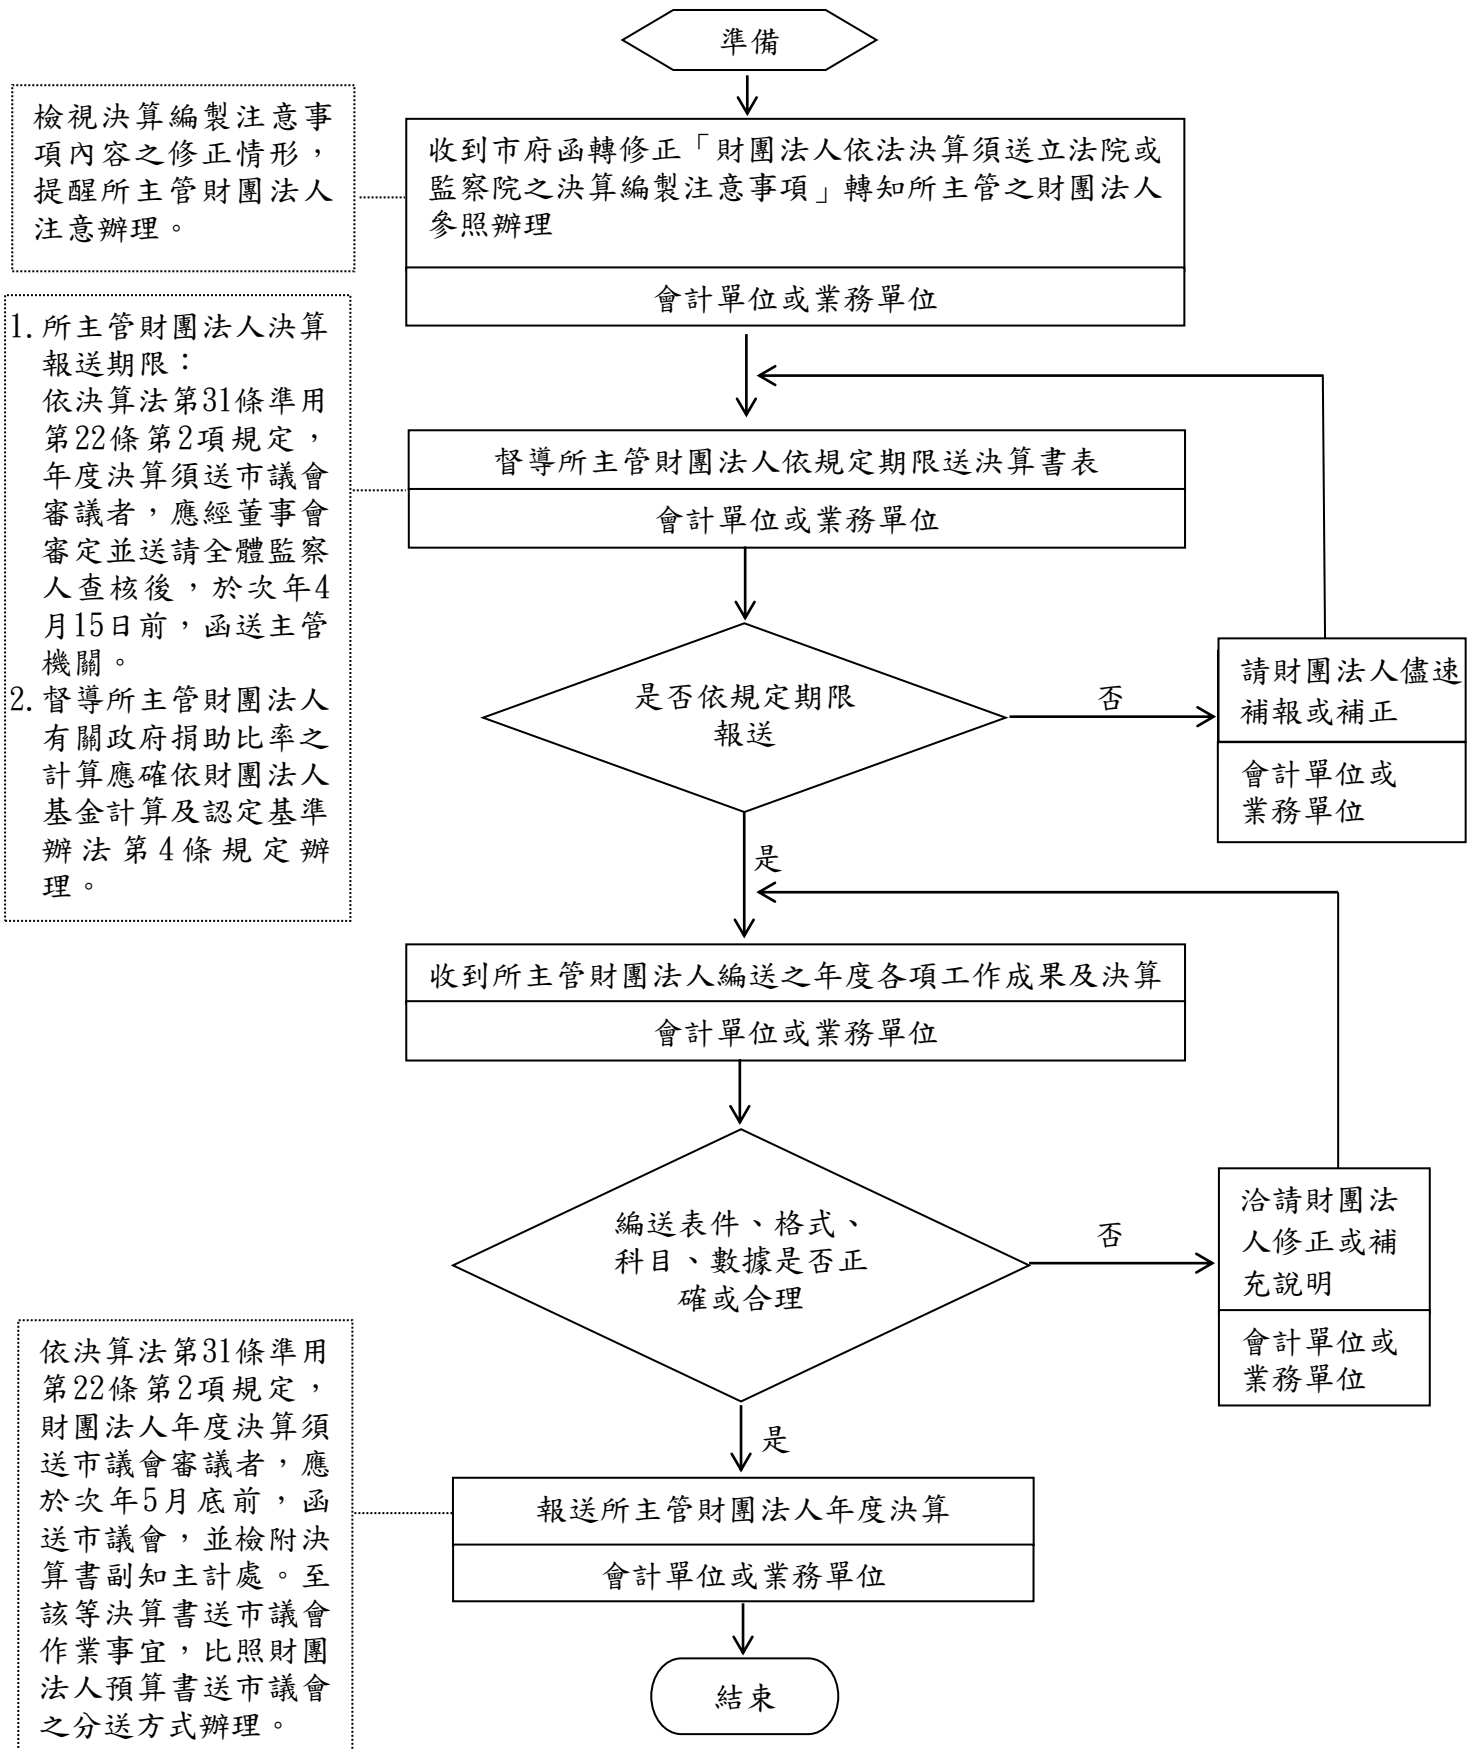 準備
檢視決算編製注意事
項內容之修正情形，
提醒所主管財團法人
注意辦理。
收到市府函轉修正「財團法人依法決算須送立法院或
監察院之決算編製注意事項」轉知所主管之財團法人
參照辦理
會計單位或業務單位
1.所主管財團法人決算
報送期限：
依決算法第31條準用
第22條第2項規定，
年度決算須送市議會
審議者，應經董事會
審定並送請全體監察
人查核後，於次年4
月15日前，函送主管
機關。
2.督導所主管財團法人
有關政府捐助比率之
計算應確依財團法人
基金計算及認定基準
辦法第4條規定辦
理。
督導所主管財團法人依規定期限送決算書表
會計單位或業務單位
是否依規定期限
報送
否
請財團法人儘速
補報或補正
會計單位或
業務單位
是
收到所主管財團法人編送之年度各項工作成果及決算
會計單位或業務單位
編送表件、格式、
科目、數據是否正
確或合理
否
洽請財團法
人修正或補
充說明
會計單位或
業務單位
是
依決算法第31條準用
第22條第2項規定，
財團法人年度決算須
送市議會審議者，應
於次年5月底前，函
送市議會，並檢附決
算書副知主計處。至
該等決算書送市議會
作業事宜，比照財團
法人預算書送市議會
之分送方式辦理。
報送所主管財團法人年度決算
會計單位或業務單位
結束